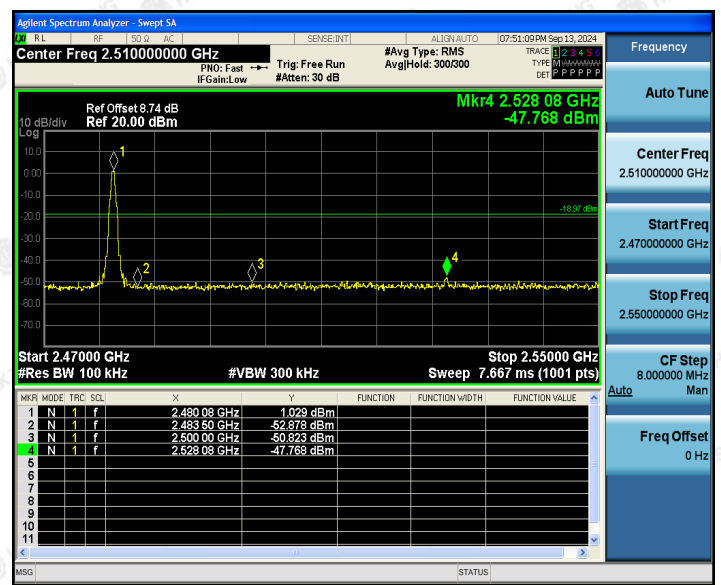 Agilent Spectrum Analyzer - Swept SA
LXI RL RF 50 Ω AC SENSE:INT ALIGN AUTO 07:51:09 PM Sep 13, 2024
Center Freq 2.510000000 GHz
PNO: Fast
IFGain:Low
Trig: Free Run
#Atten: 30 dB
#Avg Type: RMS
Avg|Hold: 300/300
TRACE 1 2 3 4 5 6
TYPE M WWWWW
DET P P P P P P
Ref Offset 8.74 dB
Ref 20.00 dBm
10 dB/div
Log
Mkr4 2.528 08 GHz
-47.768 dBm
10.0
0.00
-10.0
-20.0
-30.0
-40.0
-50.0
-60.0
-70.0
1
2
3
4
-18.97 dBm
Start 2.47000 GHz Stop 2.55000 GHz
#Res BW 100 kHz #VBW 300 kHz Sweep 7.667 ms (1001 pts)
MKR MODE TRC SCL X Y FUNCTION FUNCTION WIDTH FUNCTION VALUE
1 N 1 f 2.480 08 GHz 1.029 dBm
2 N 1 f 2.483 50 GHz -52.878 dBm
3 N 1 f 2.500 00 GHz -50.823 dBm
4 N 1 f 2.528 08 GHz -47.768 dBm
5
6
7
8
9
10
11
MSG STATUS
Frequency
Auto Tune
Center Freq
2.510000000 GHz
Start Freq
2.470000000 GHz
Stop Freq
2.550000000 GHz
CF Step
8.000000 MHz
Auto Man
Freq Offset
0 Hz